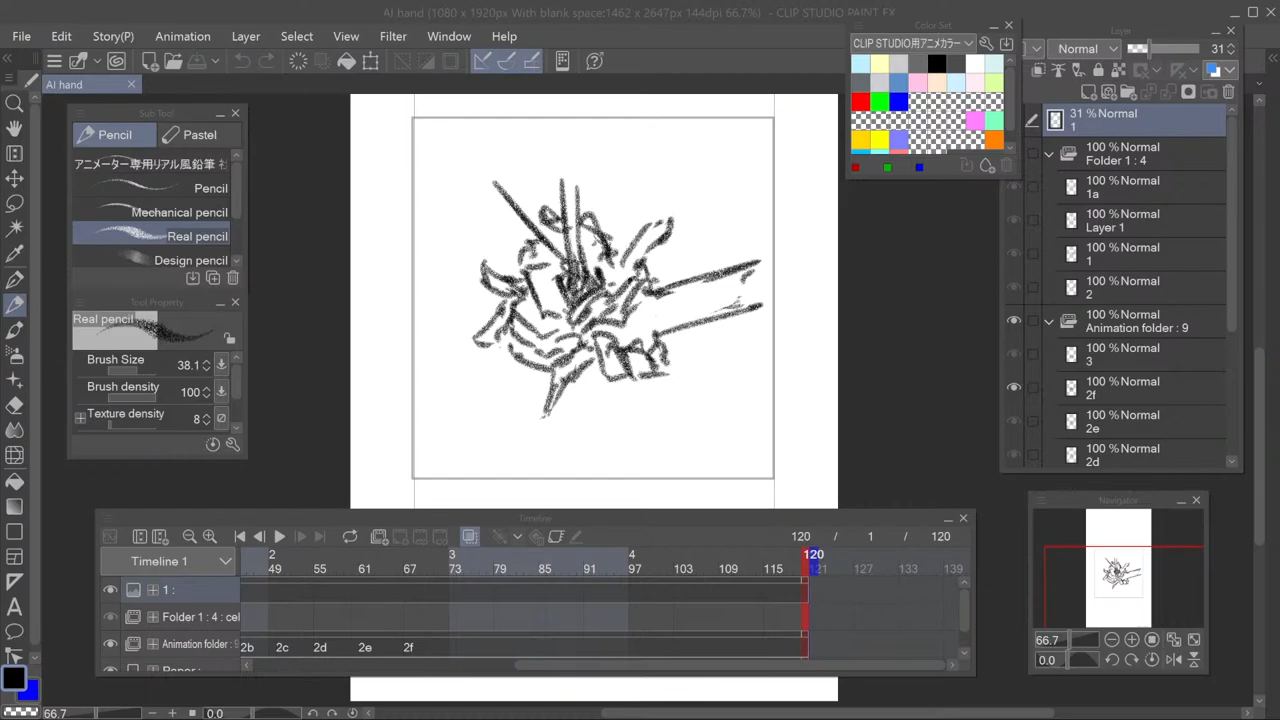 AI hand (1080 x 1920px With blank space:1462 x 2647px 144dpi 66.7%) - CLIP STUDIO PAINT EX
File Edit Story(P) Animation Layer Select View Filter Window Help
AI hand
Sub Tool
Pencil Pastel
アニメーター専用リアル風鉛筆
Pencil
Mechanical pencil
Real pencil
Design pencil
Tool Property
Real pencil
Brush Size 38.1
Brush density 100
Texture density 8
Color Set
CLIP STUDIO用アニメカラー
Layer
Normal 31
31 % Normal
1
100 % Normal
Folder 1 : 4
100 % Normal
1a
100 % Normal
Layer 1
100 % Normal
1
100 % Normal
2
100 % Normal
Animation folder : 9
100 % Normal
3
100 % Normal
2f
100 % Normal
2e
100 % Normal
2d
Navigator
66.7
0.0
Timeline
120 / 1 / 120
Timeline 1
2 3 4 120
49 55 61 67 73 79 85 91 97 103 109 115 121 127 133 139
1 :
Folder 1 : 4 : cel
Animation folder : 9
2b 2c 2d 2e 2f
Paper :
66.7 0.0